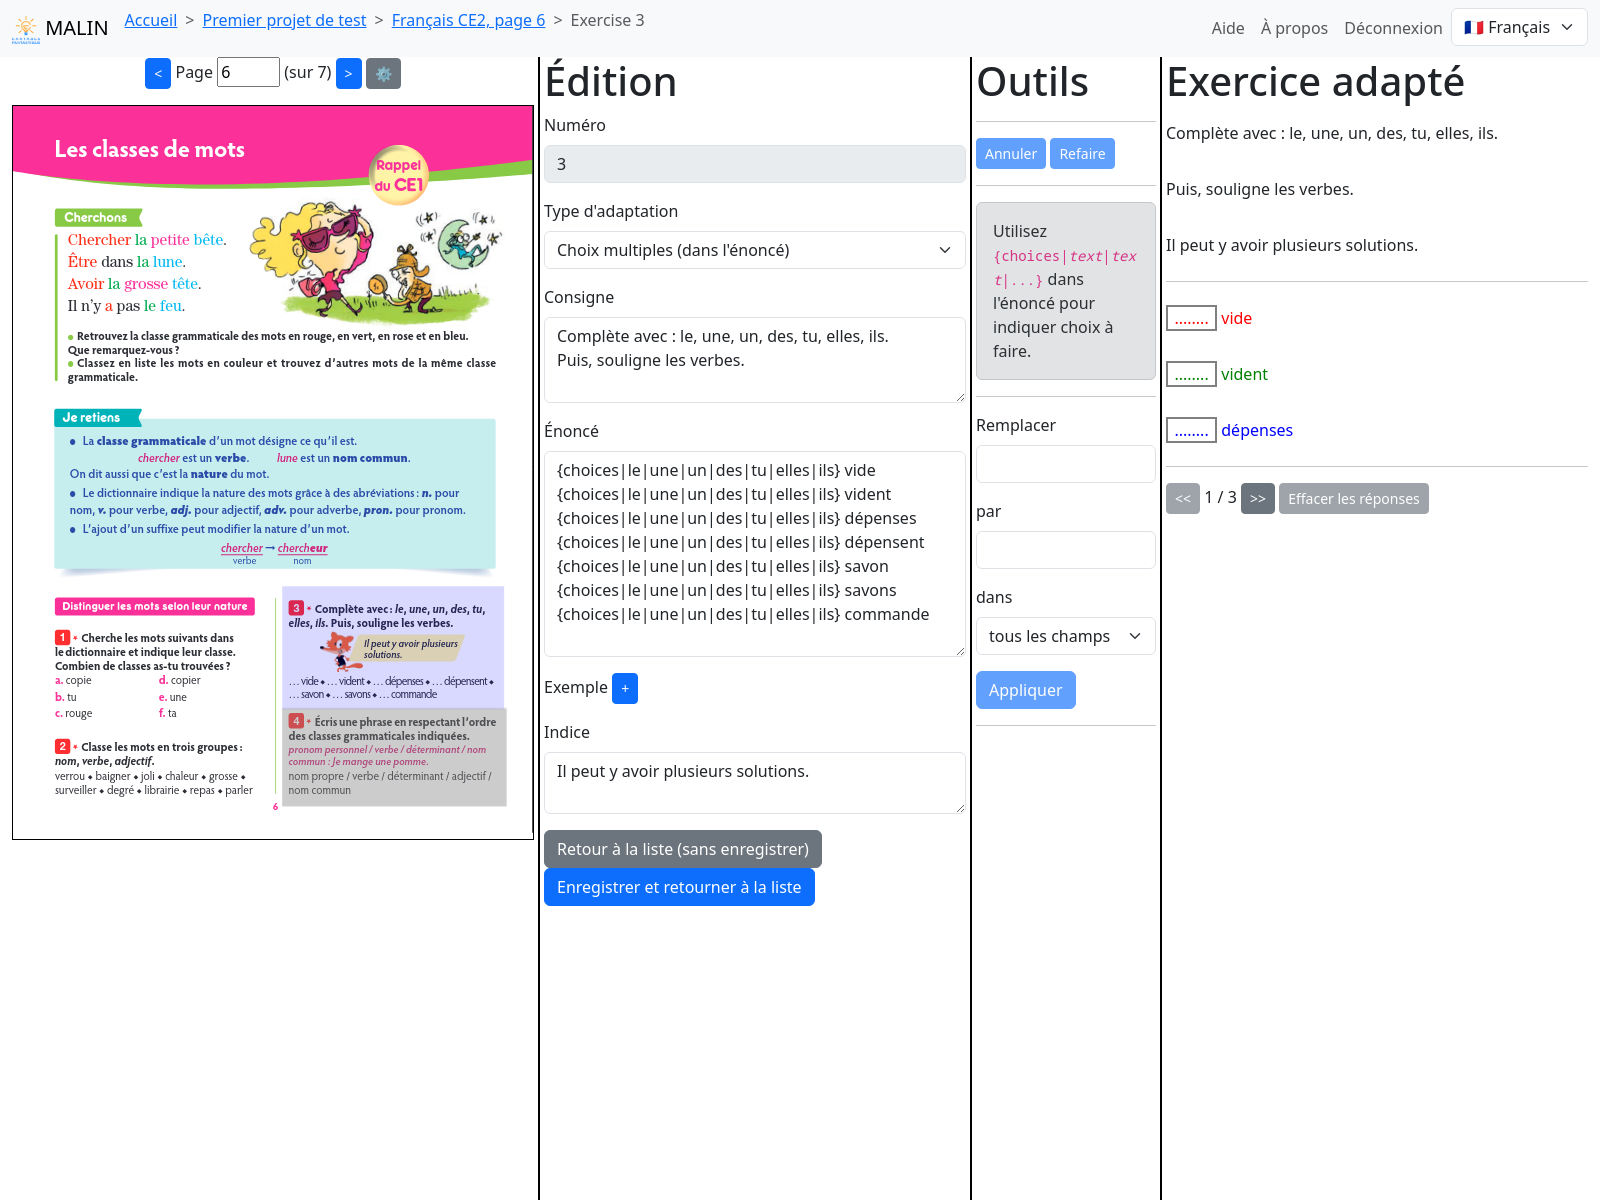 MALIN
Accueil > Premier projet de test > Français CE2, page 6 > Exercise 3
Aide À propos Déconnexion Français
< Page 6 (sur 7) >
Les classes de mots
Rappel
du CE1
Cherchons
Chercher la petite bête.
Être dans la lune.
Avoir la grosse tête.
Il n'y a pas le feu.
• Retrouvez la classe grammaticale des mots en rouge, en vert, en rose et en bleu.
Que remarquez-vous ?
• Classez en liste les mots en couleur et trouvez d'autres mots de la même classe
grammaticale.
Je retiens
• La classe grammaticale d'un mot désigne ce qu'il est.
chercher est un verbe. lune est un nom commun.
On dit aussi que c'est la nature du mot.
• Le dictionnaire indique la nature des mots grâce à des abréviations : n. pour
nom, v. pour verbe, adj. pour adjectif, adv. pour adverbe, pron. pour pronom.
• L'ajout d'un suffixe peut modifier la nature d'un mot.
chercher → chercheur
verbe nom
Distinguer les mots selon leur nature
1 * Cherche les mots suivants dans
le dictionnaire et indique leur classe.
Combien de classes as-tu trouvées ?
a. copie d. copier
b. tu e. une
c. rouge f. ta
2 * Classe les mots en trois groupes :
nom, verbe, adjectif.
verrou ◆ baigner ◆ joli ◆ chaleur ◆ grosse ◆
surveiller ◆ degré ◆ librairie ◆ repas ◆ parler
3 * Complète avec : le, une, un, des, tu,
elles, ils. Puis, souligne les verbes.
Il peut y avoir plusieurs
solutions.
... vide ◆ ... vident ◆ ... dépenses ◆ ... dépensent ◆
... savon ◆ ... savons ◆ ... commande
4 * Écris une phrase en respectant l'ordre
des classes grammaticales indiquées.
pronom personnel / verbe / déterminant / nom
commun : Je mange une pomme.
nom propre / verbe / déterminant / adjectif /
nom commun
6
Édition
Numéro
3
Type d'adaptation
Choix multiples (dans l'énoncé)
Consigne
Complète avec : le, une, un, des, tu, elles, ils.
Puis, souligne les verbes.
Énoncé
{choices|le|une|un|des|tu|elles|ils} vide
{choices|le|une|un|des|tu|elles|ils} vident
{choices|le|une|un|des|tu|elles|ils} dépenses
{choices|le|une|un|des|tu|elles|ils} dépensent
{choices|le|une|un|des|tu|elles|ils} savon
{choices|le|une|un|des|tu|elles|ils} savons
{choices|le|une|un|des|tu|elles|ils} commande
Exemple +
Indice
Il peut y avoir plusieurs solutions.
Retour à la liste (sans enregistrer)
Enregistrer et retourner à la liste
Outils
Annuler Refaire
Utilisez
{choices|text|tex
t|...} dans
l'énoncé pour
indiquer choix à
faire.
Remplacer
par
dans
tous les champs
Appliquer
Exercice adapté
Complète avec : le, une, un, des, tu, elles, ils.
Puis, souligne les verbes.
Il peut y avoir plusieurs solutions.
........ vide
........ vident
........ dépenses
<< 1 / 3 >> Effacer les réponses